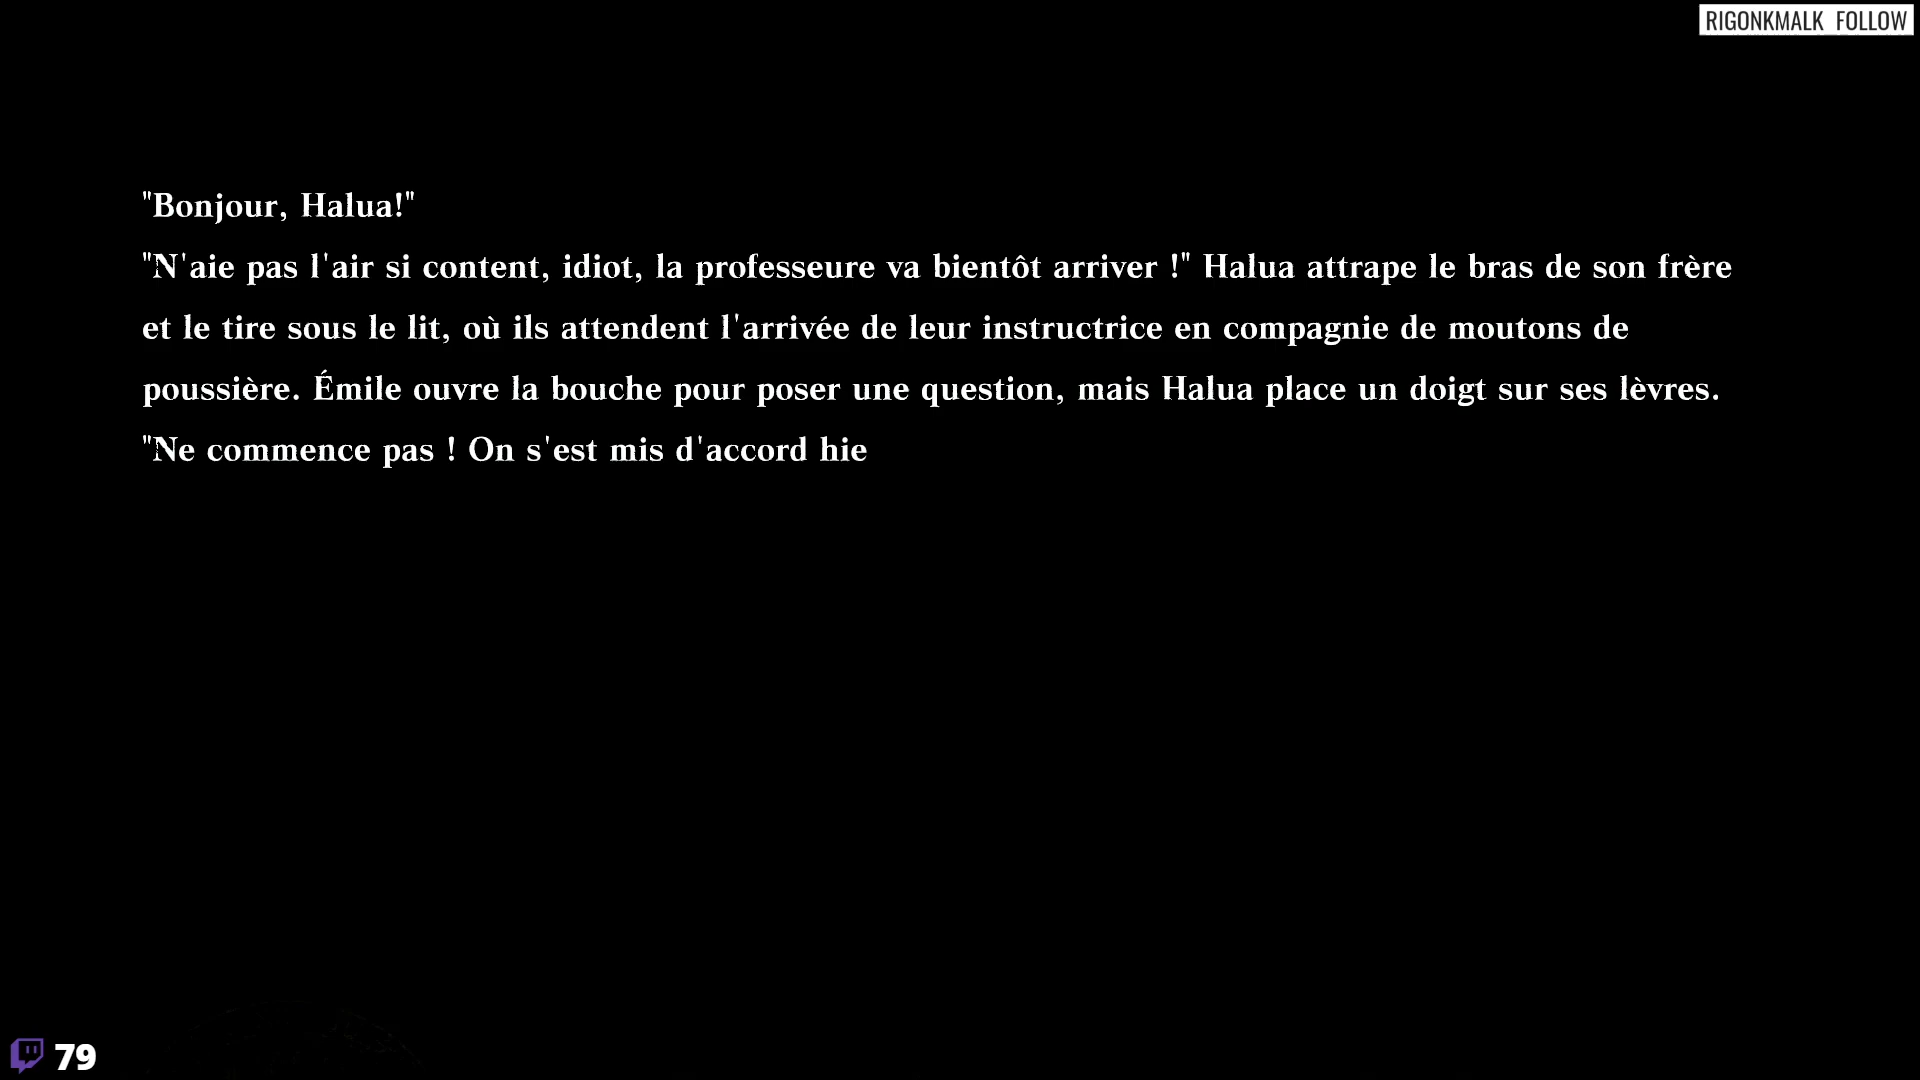 RIGONKMALK FOLLOW
"Bonjour, Halua!"
"N'aie pas l'air si content, idiot, la professeure va bientôt arriver !" Halua attrape le bras de son frère
et le tire sous le lit, où ils attendent l'arrivée de leur instructrice en compagnie de moutons de
poussière. Émile ouvre la bouche pour poser une question, mais Halua place un doigt sur ses lèvres.
"Ne commence pas ! On s'est mis d'accord hie
79